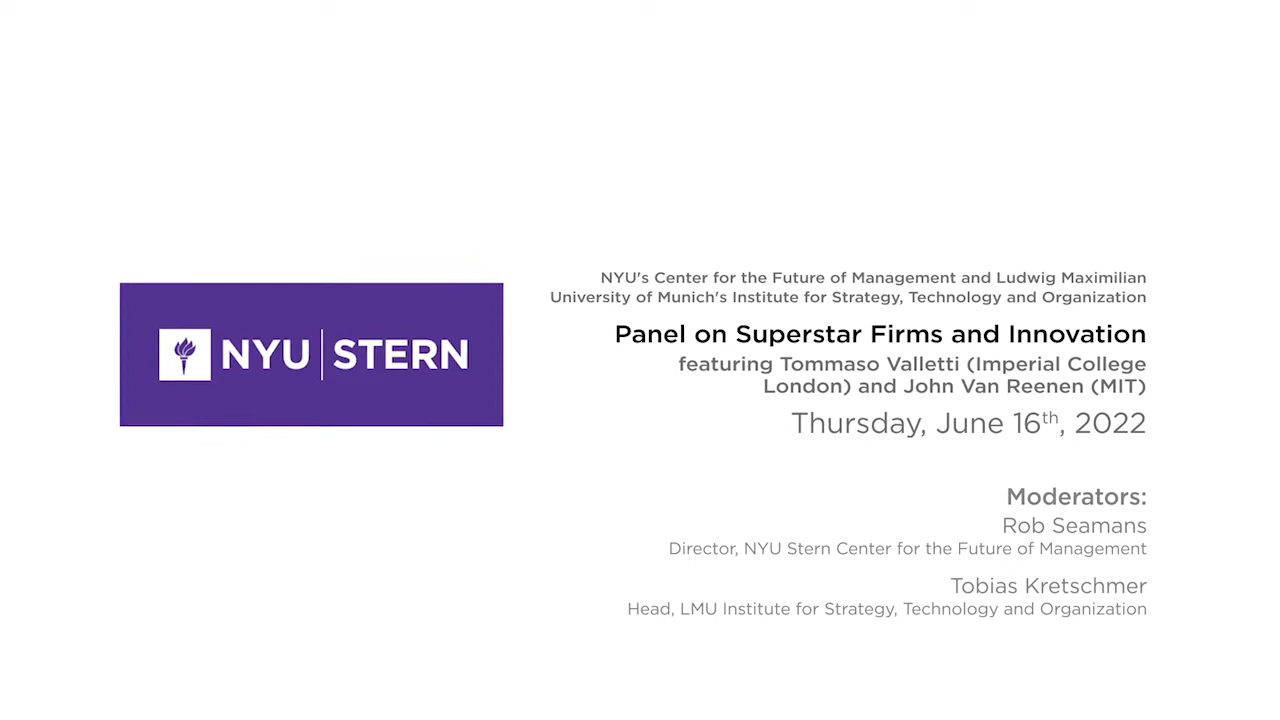 NYU STERN
NYU's Center for the Future of Management and Ludwig Maximilian
University of Munich's Institute for Strategy, Technology and Organization
Panel on Superstar Firms and Innovation
featuring Tommaso Valletti (Imperial College
London) and John Van Reenen (MIT)
Thursday, June 16th, 2022
Moderators:
Rob Seamans
Director, NYU Stern Center for the Future of Management
Tobias Kretschmer
Head, LMU Institute for Strategy, Technology and Organization